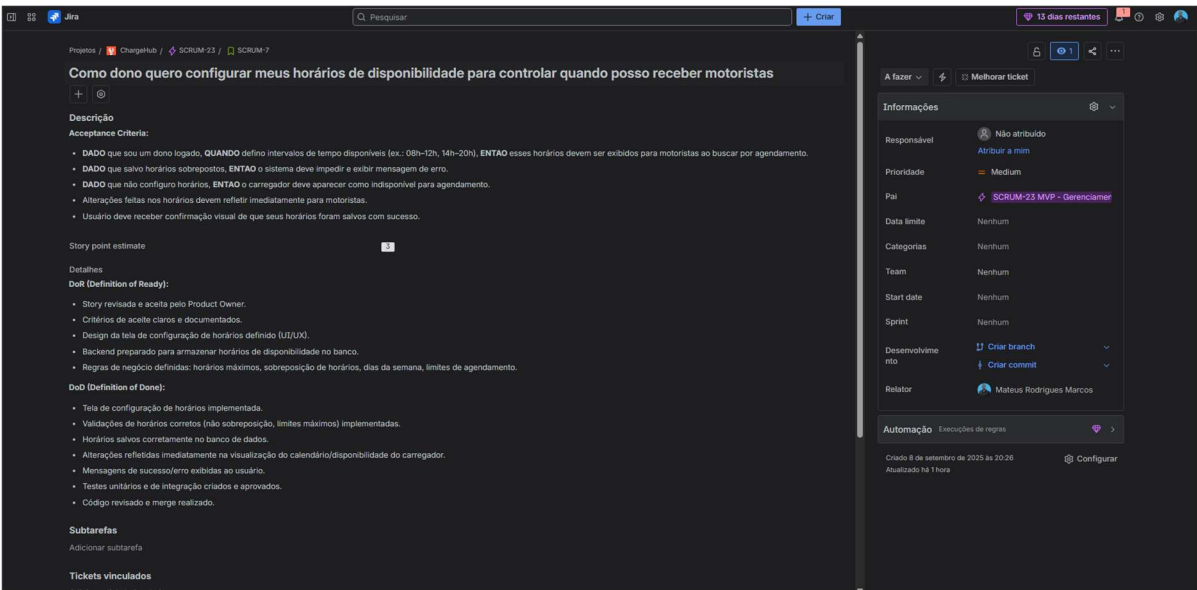 Jira
Pesquisar
+ Criar
13 dias restantes
1
Projetos / ChargeHub / SCRUM-23 / SCRUM-7
1
Como dono quero configurar meus horários de disponibilidade para controlar quando posso receber motoristas
Descrição
Acceptance Criteria:
• DADO que sou um dono logado, QUANDO defino intervalos de tempo disponíveis (ex.: 08h–12h, 14h–20h), ENTAO esses horários devem ser exibidos para motoristas ao buscar por agendamento.
• DADO que salvo horários sobrepostos, ENTAO o sistema deve impedir e exibir mensagem de erro.
• DADO que não configuro horários, ENTAO o carregador deve aparecer como indisponível para agendamento.
• Alterações feitas nos horários devem refletir imediatamente para motoristas.
• Usuário deve receber confirmação visual de que seus horários foram salvos com sucesso.
Story point estimate 3
Detalhes
DoR (Definition of Ready):
• Story revisada e aceita pelo Product Owner.
• Critérios de aceite claros e documentados.
• Design da tela de configuração de horários definido (UI/UX).
• Backend preparado para armazenar horários de disponibilidade no banco.
• Regras de negócio definidas: horários máximos, sobreposição de horários, dias da semana, limites de agendamento.
DoD (Definition of Done):
• Tela de configuração de horários implementada.
• Validações de horários corretos (não sobreposição, limites máximos) implementadas.
• Horários salvos corretamente no banco de dados.
• Alterações refletidas imediatamente na visualização do calendário/disponibilidade do carregador.
• Mensagens de sucesso/erro exibidas ao usuário.
• Testes unitários e de integração criados e aprovados.
• Código revisado e merge realizado.
Subtarefas
Adicionar subtarefa
Tickets vinculados
A fazer
Melhorar ticket
Informações
Responsável Não atribuído
Atribuir a mim
Prioridade Medium
Pai SCRUM-23 MVP - Gerenciamer
Data limite Nenhum
Categorias Nenhum
Team Nenhum
Start date Nenhum
Sprint Nenhum
Desenvolvime
nto
Criar branch
Criar commit
Relator Mateus Rodrigues Marcos
Automação Execuções de regras
Criado 8 de setembro de 2025 às 20:26
Atualizado há 1 hora
Configurar